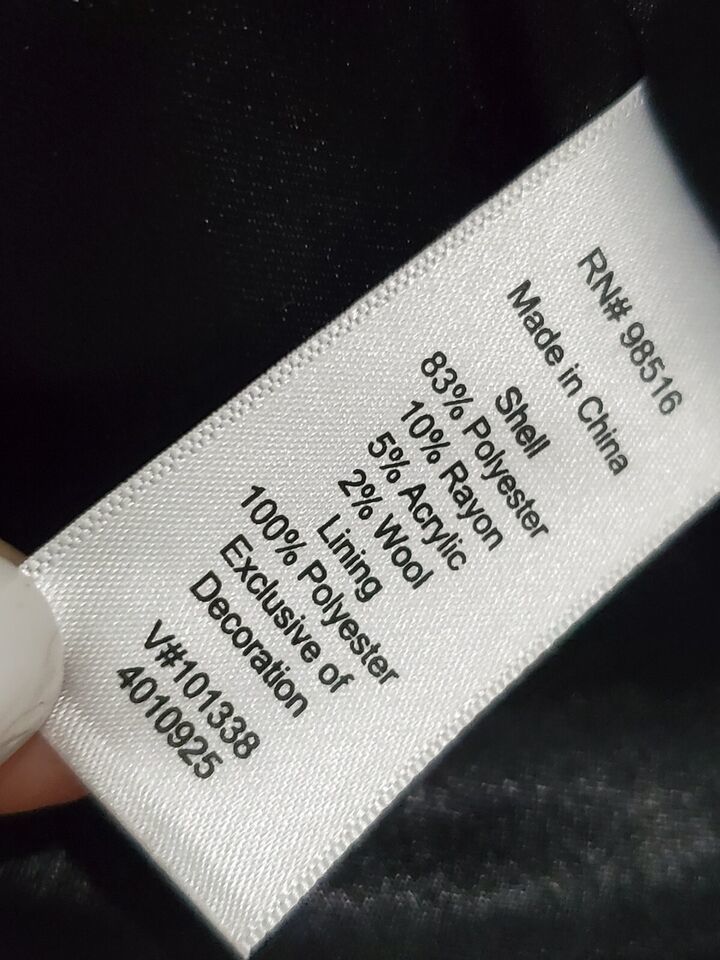 RN# 98516
Made in China
Shell
83% Polyester
10% Rayon
5% Acrylic
2% Wool
Lining
100% Polyester
Exclusive of
Decoration
V#101338
4010925